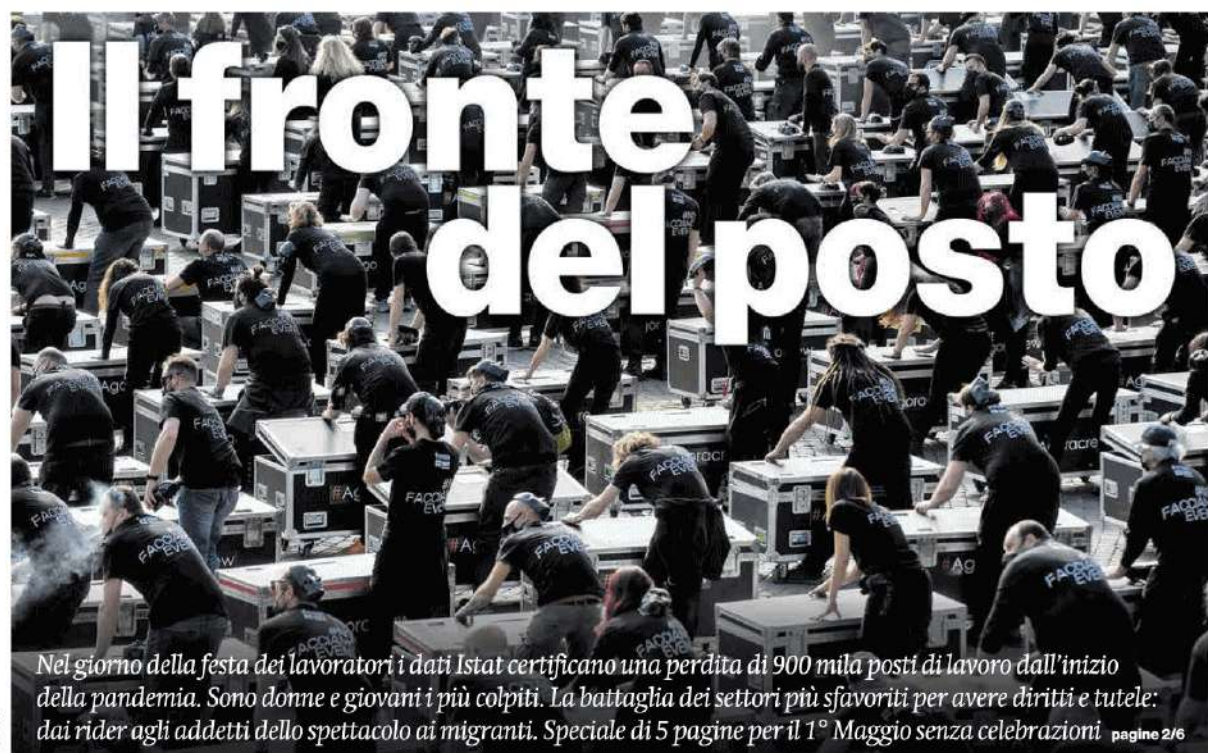 Il fronte
del posto
Nel giorno della festa dei lavoratori i dati Istat certificano una perdita di 900 mila posti di lavoro dall'inizio
della pandemia. Sono donne e giovani i più colpiti. La battaglia dei settori più sfavoriti per avere diritti e tutele:
dai rider agli addetti dello spettacolo ai migranti. Speciale di 5 pagine per il 1° Maggio senza celebrazioni pagine 2/6